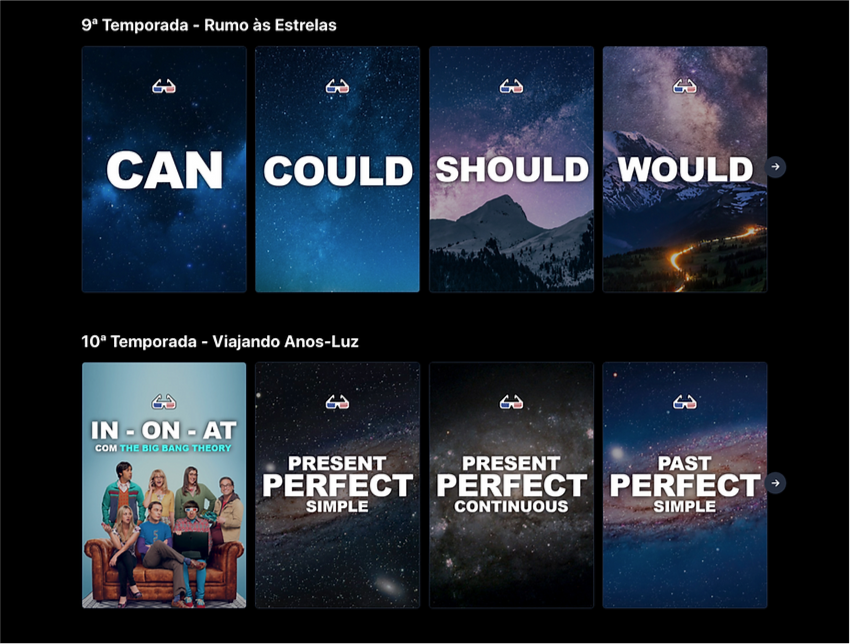 9ª Temporada - Rumo às Estrelas
CAN
COULD
SHOULD
WOULD
10ª Temporada - Viajando Anos-Luz
IN - ON - AT
COM THE BIG BANG THEORY
PRESENT
PERFECT
SIMPLE
PRESENT
PERFECT
CONTINUOUS
PAST
PERFECT
SIMPLE